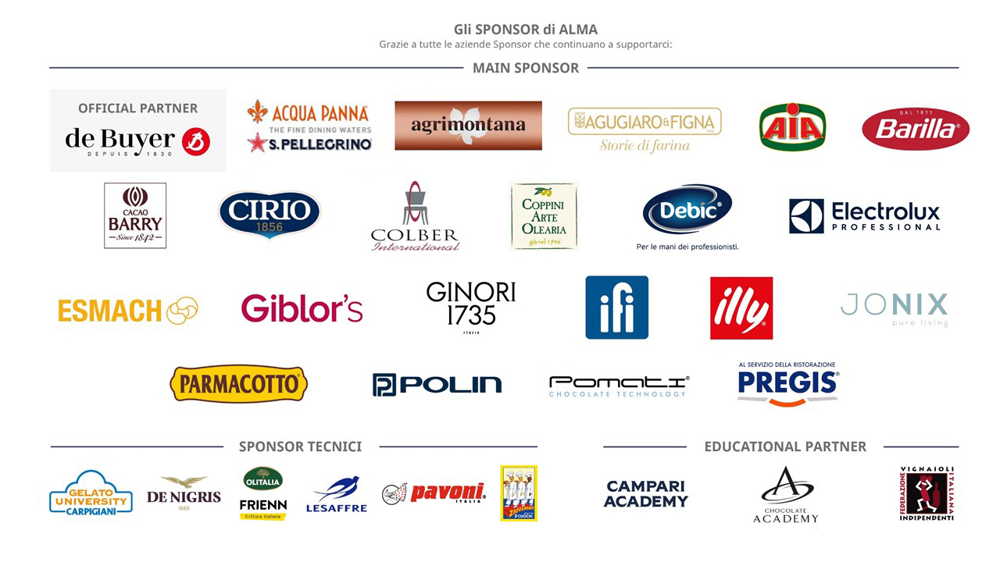 Gli SPONSOR di ALMA
Grazie a tutte le aziende Sponsor che continuano a supportarci:
MAIN SPONSOR
OFFICIAL PARTNER
de Buyer
DEPUIS 1830
ACQUA PANNA
THE FINE DINING WATERS
S.PELLEGRINO
agrimontana
AGUGIARO&FIGNA
Storie di farina
AIA
DAL 1877
Barilla
CACAO
BARRY
Since 1842
CIRIO
1856
COLBER
International
COPPINI
ARTE
OLEARIA
già nel 1946
Debic
Per le mani dei professionisti.
Electrolux
PROFESSIONAL
ESMACH
Giblor's
GINORI
1735
ITALIA
ifi
illy
JONIX
pure living
PARMACOTTO
POLIN
Pomati
CHOCOLATE TECHNOLOGY
AL SERVIZIO DELLA RISTORAZIONE
PREGIS
SPONSOR TECNICI
EDUCATIONAL PARTNER
GELATO
UNIVERSITY
CARPIGIANI
DE NIGRIS
1889
OLITALIA
FRIENN
frittura italiana
LESAFFRE
pavoni
ITALIA
ZAFFERANO
3 CUOCHI
CAMPARI
ACADEMY
CHOCOLATE
ACADEMY
FEDERAZIONE
VIGNAIOLI
ITALIANA
INDIPENDENTI